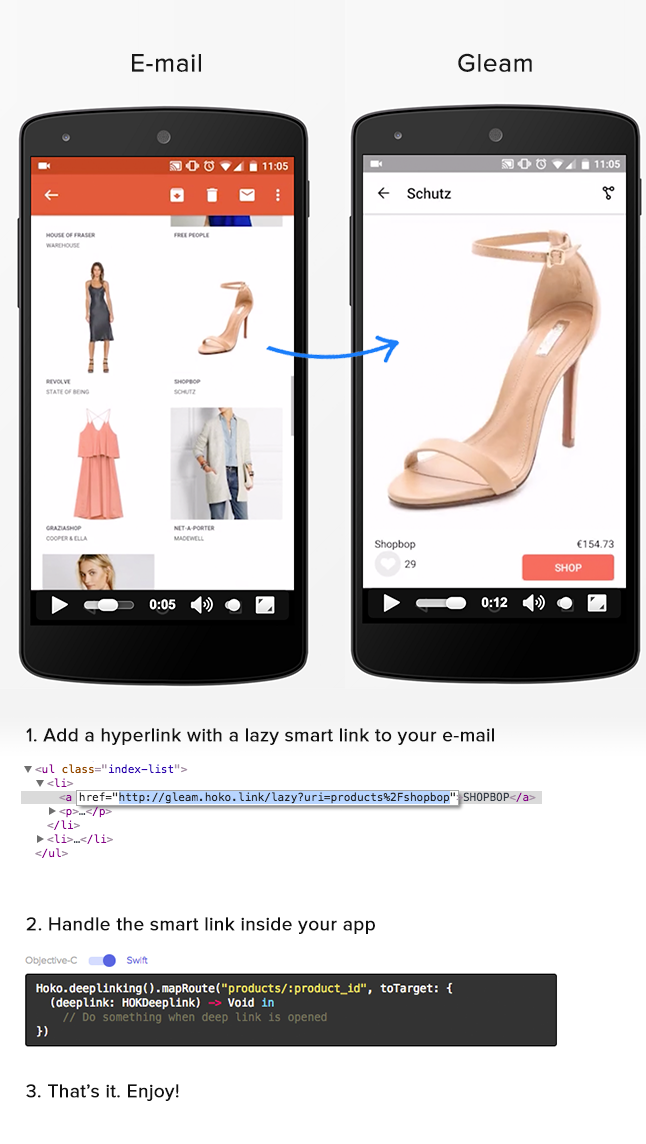 E-mail
Gleam
11:05
11:05
Schutz
HOUSE OF FRASER
WAREHOUSE
FREE PEOPLE
REVOLVE
STATE OF BEING
SHOPBOP
SCHUTZ
GRAZIASHOP
COOPER & ELLA
NET-A-PORTER
MADEWELL
Shopbop
€154.73
29
SHOP
0:05
0:12
1. Add a hyperlink with a lazy smart link to your e-mail
▼<ul class="index-list">
▼<li>
<a href="http://gleam.hoko.link/lazy?uri=products%2Fshopbop">SHOPBOP</a>
▶<p>…</p>
</li>
▶<li>…</li>
</ul>
2. Handle the smart link inside your app
Objective-C Swift
Hoko.deeplinking().mapRoute("products/:product_id", toTarget: {
(deeplink: HOKDeeplink) -> Void in
// Do something when deep link is opened
})
3. That's it. Enjoy!